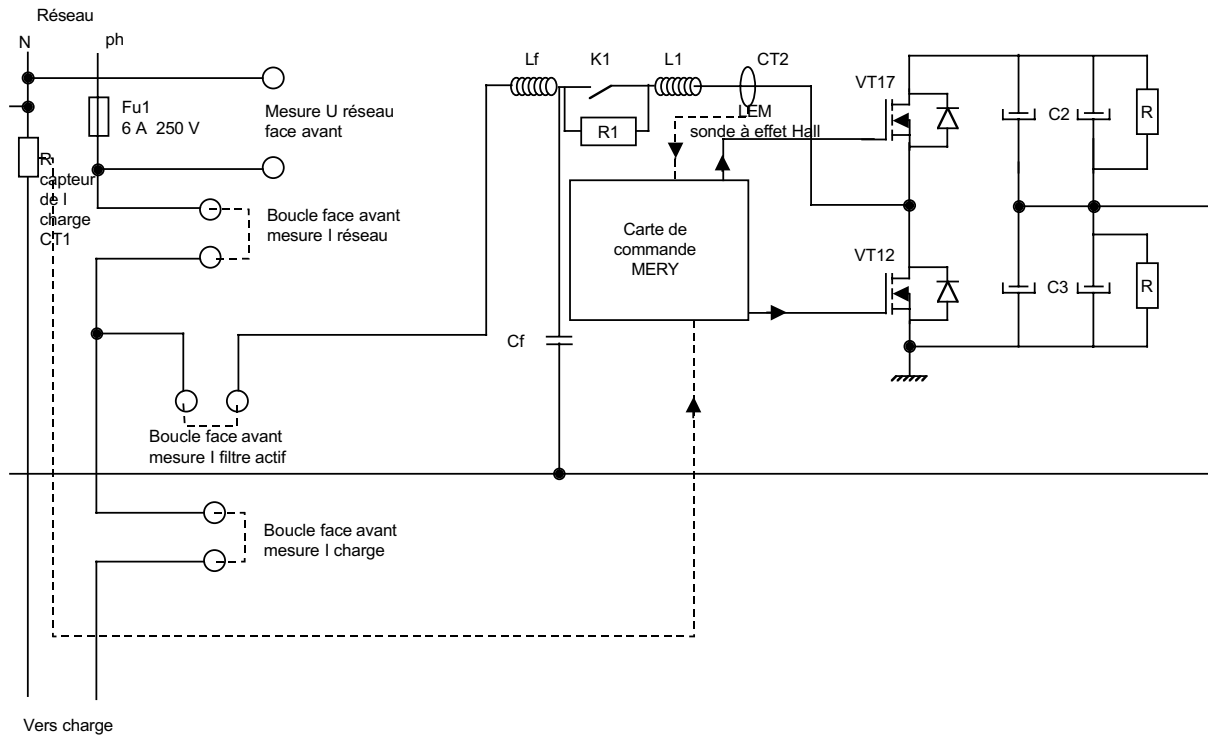 Réseau
N
ph
Fu1
6 A  250 V
Mesure U réseau
face avant
R
capteur
de I
charge
CT1
Boucle face avant
mesure I réseau
Boucle face avant
mesure I filtre actif
Boucle face avant
mesure I charge
Vers charge
Lf
K1
L1
CT2
R1
LEM
sonde à effet Hall
Carte de
commande
MERY
Cf
VT17
VT12
C2
R
C3
R